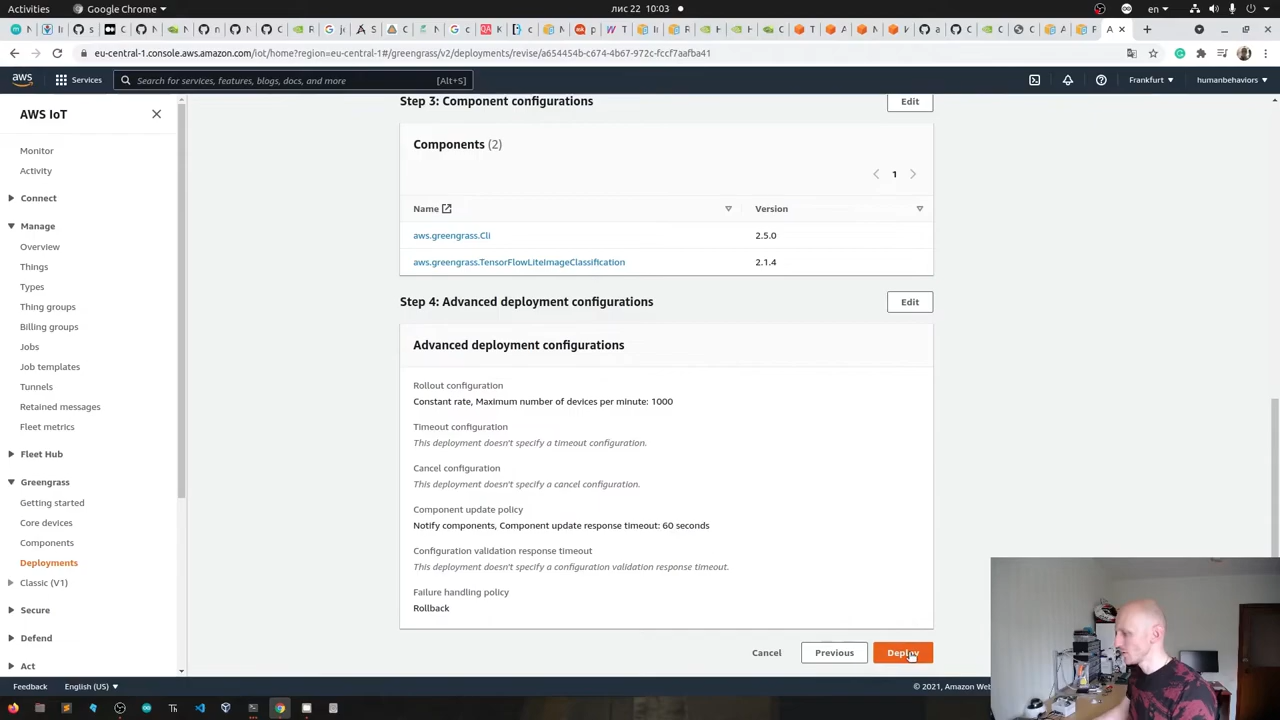 Activities
Google Chrome
лис 22 10:03
en
eu-central-1.console.aws.amazon.com/iot/home?region=eu-central-1#/greengrass/v2/deployments/revise/a654454b-c674-4b67-972c-fccf7aafba41
aws
Services
Search for services, features, blogs, docs, and more
[Alt+S]
Frankfurt
humanbehaviors
AWS IoT
Monitor
Activity
Connect
Manage
Overview
Things
Types
Thing groups
Billing groups
Jobs
Job templates
Tunnels
Retained messages
Fleet metrics
Fleet Hub
Greengrass
Getting started
Core devices
Components
Deployments
Classic (V1)
Secure
Defend
Act
Step 3: Component configurations
Edit
Components (2)
1
Name
Version
aws.greengrass.Cli
2.5.0
aws.greengrass.TensorFlowLiteImageClassification
2.1.4
Step 4: Advanced deployment configurations
Edit
Advanced deployment configurations
Rollout configuration
Constant rate, Maximum number of devices per minute: 1000
Timeout configuration
This deployment doesn't specify a timeout configuration.
Cancel configuration
This deployment doesn't specify a cancel configuration.
Component update policy
Notify components, Component update response timeout: 60 seconds
Configuration validation response timeout
This deployment doesn't specify a configuration validation response timeout.
Failure handling policy
Rollback
Cancel
Previous
Deploy
Feedback
English (US)
© 2021, Amazon Web